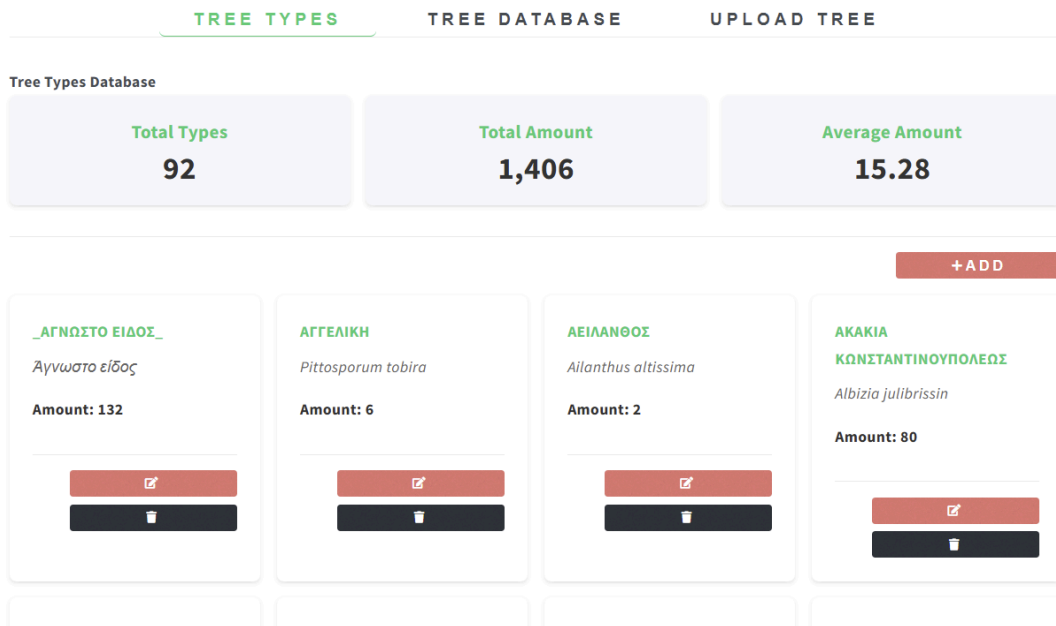 TREE TYPES TREE DATABASE UPLOAD TREE
Tree Types Database
Total Types
92
Total Amount
1,406
Average Amount
15.28
+ADD
_ΑΓΝΩΣΤΟ ΕΙΔΟΣ_
Άγνωστο είδος
Amount: 132
ΑΓΓΕΛΙΚΗ
Pittosporum tobira
Amount: 6
ΑΕΙΛΑΝΘΟΣ
Ailanthus altissima
Amount: 2
ΑΚΑΚΙΑ
ΚΩΝΣΤΑΝΤΙΝΟΥΠΟΛΕΩΣ
Albizia julibrissin
Amount: 80